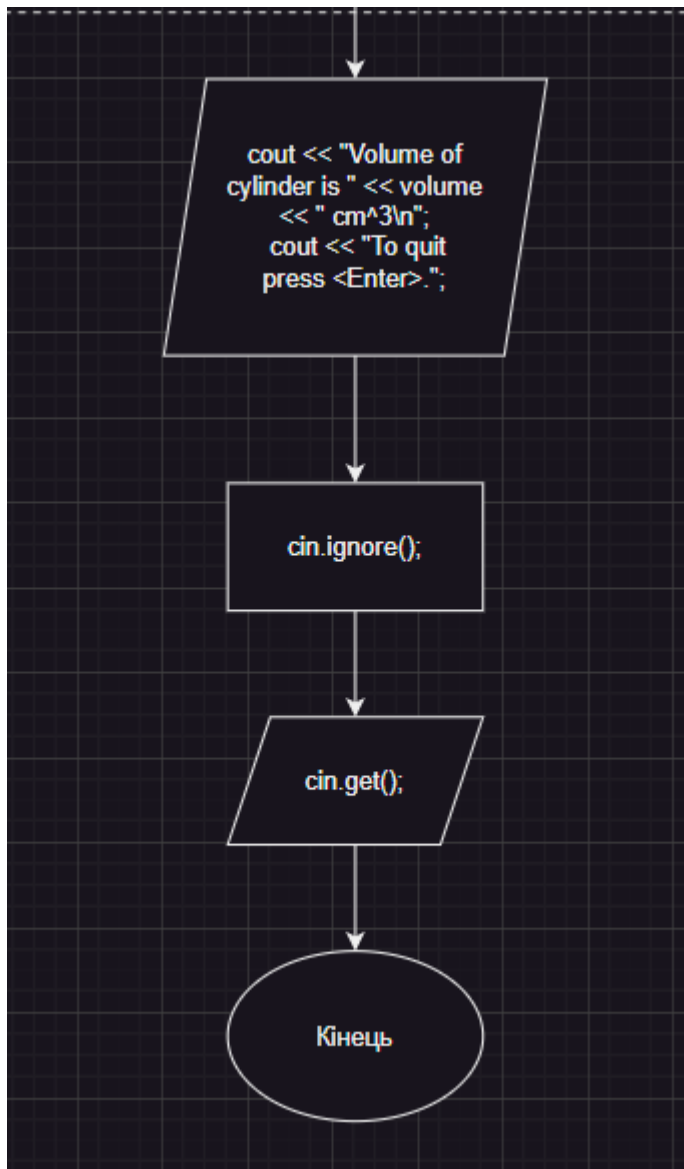 cout << "Volume of
cylinder is " << volume
<< " cm^3\n";
cout << "To quit
press <Enter>.";
cin.ignore();
cin.get();
Кінець